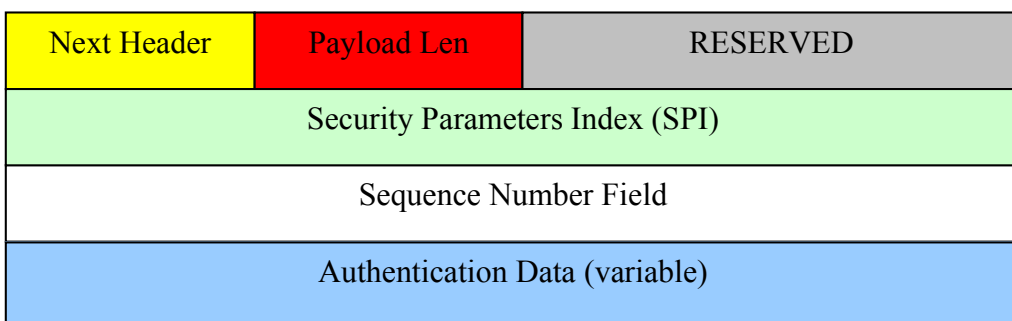 Next Header Payload Len RESERVED
Security Parameters Index (SPI)
Sequence Number Field
Authentication Data (variable)